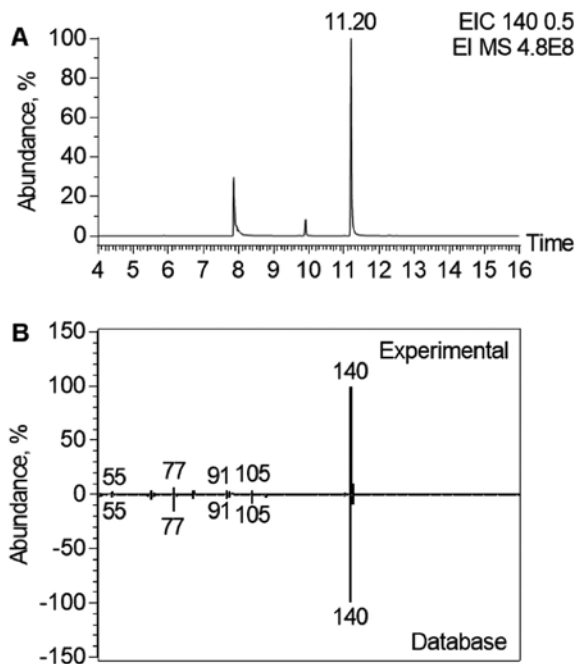 A
11.20
EIC 140 0.5
EI MS 4.8E8
Abundance, %
100
80
60
40
20
0
Time
4 5 6 7 8 9 10 11 12 13 14 15 16
B
Abundance, %
150
100
50
0
-50
-100
-150
Experimental
140
55 77 91 105
55 77 91 105
140
Database